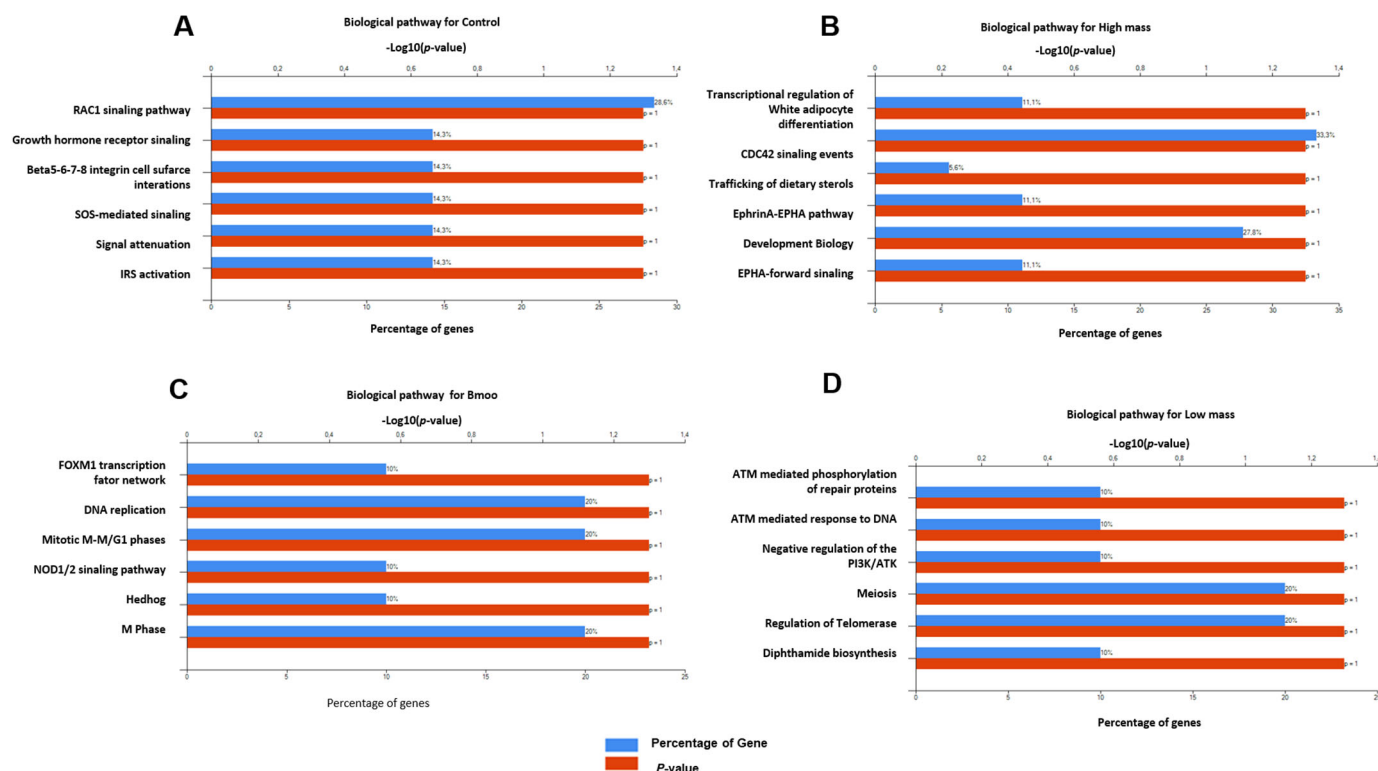 A
Biological pathway for Control
-Log10(p-value)
0 0,2 0,4 0,6 0,8 1 1,2 1,4
RAC1 sinaling pathway
28,6%
p = 1
Growth hormone receptor sinaling
14,3%
p = 1
Beta5-6-7-8 integrin cell sufarce
interations
14,3%
p = 1
SOS-mediated sinaling
14,3%
p = 1
Signal attenuation
14,3%
p = 1
IRS activation
14,3%
p = 1
0 5 10 15 20 25 30
Percentage of genes
B
Biological pathway for High mass
-Log10(p-value)
0 0,2 0,4 0,6 0,8 1 1,2 1,4
Transcriptional regulation of
White adipocyte
differentiation
11,1%
p = 1
CDC42 sinaling events
33,3%
p = 1
Trafficking of dietary sterols
5,6%
p = 1
EphrinA-EPHA pathway
11,1%
p = 1
Development Biology
27,8%
p = 1
EPHA-forward sinaling
11,1%
p = 1
0 5 10 15 20 25 30 35
Percentage of genes
C
Biological pathway for Bmoo
-Log10(p-value)
0 0,2 0,4 0,6 0,8 1 1,2 1,4
FOXM1 transcription
fator network
10%
p = 1
DNA replication
20%
p = 1
Mitotic M-M/G1 phases
20%
p = 1
NOD1/2 sinaling pathway
10%
p = 1
Hedhog
10%
p = 1
M Phase
20%
p = 1
0 5 10 15 20 25
Percentage of genes
D
Biological pathway for Low mass
-Log10(p-value)
0 0,2 0,4 0,6 0,8 1 1,2
ATM mediated phosphorylation
of repair proteins
10%
p = 1
ATM mediated response to DNA
10%
p = 1
Negative regulation of the
PI3K/ATK
10%
p = 1
Meiosis
20%
p = 1
Regulation of Telomerase
20%
p = 1
Diphthamide biosynthesis
10%
p = 1
0 5 10 15 20
Percentage of genes
Percentage of Gene
P-value